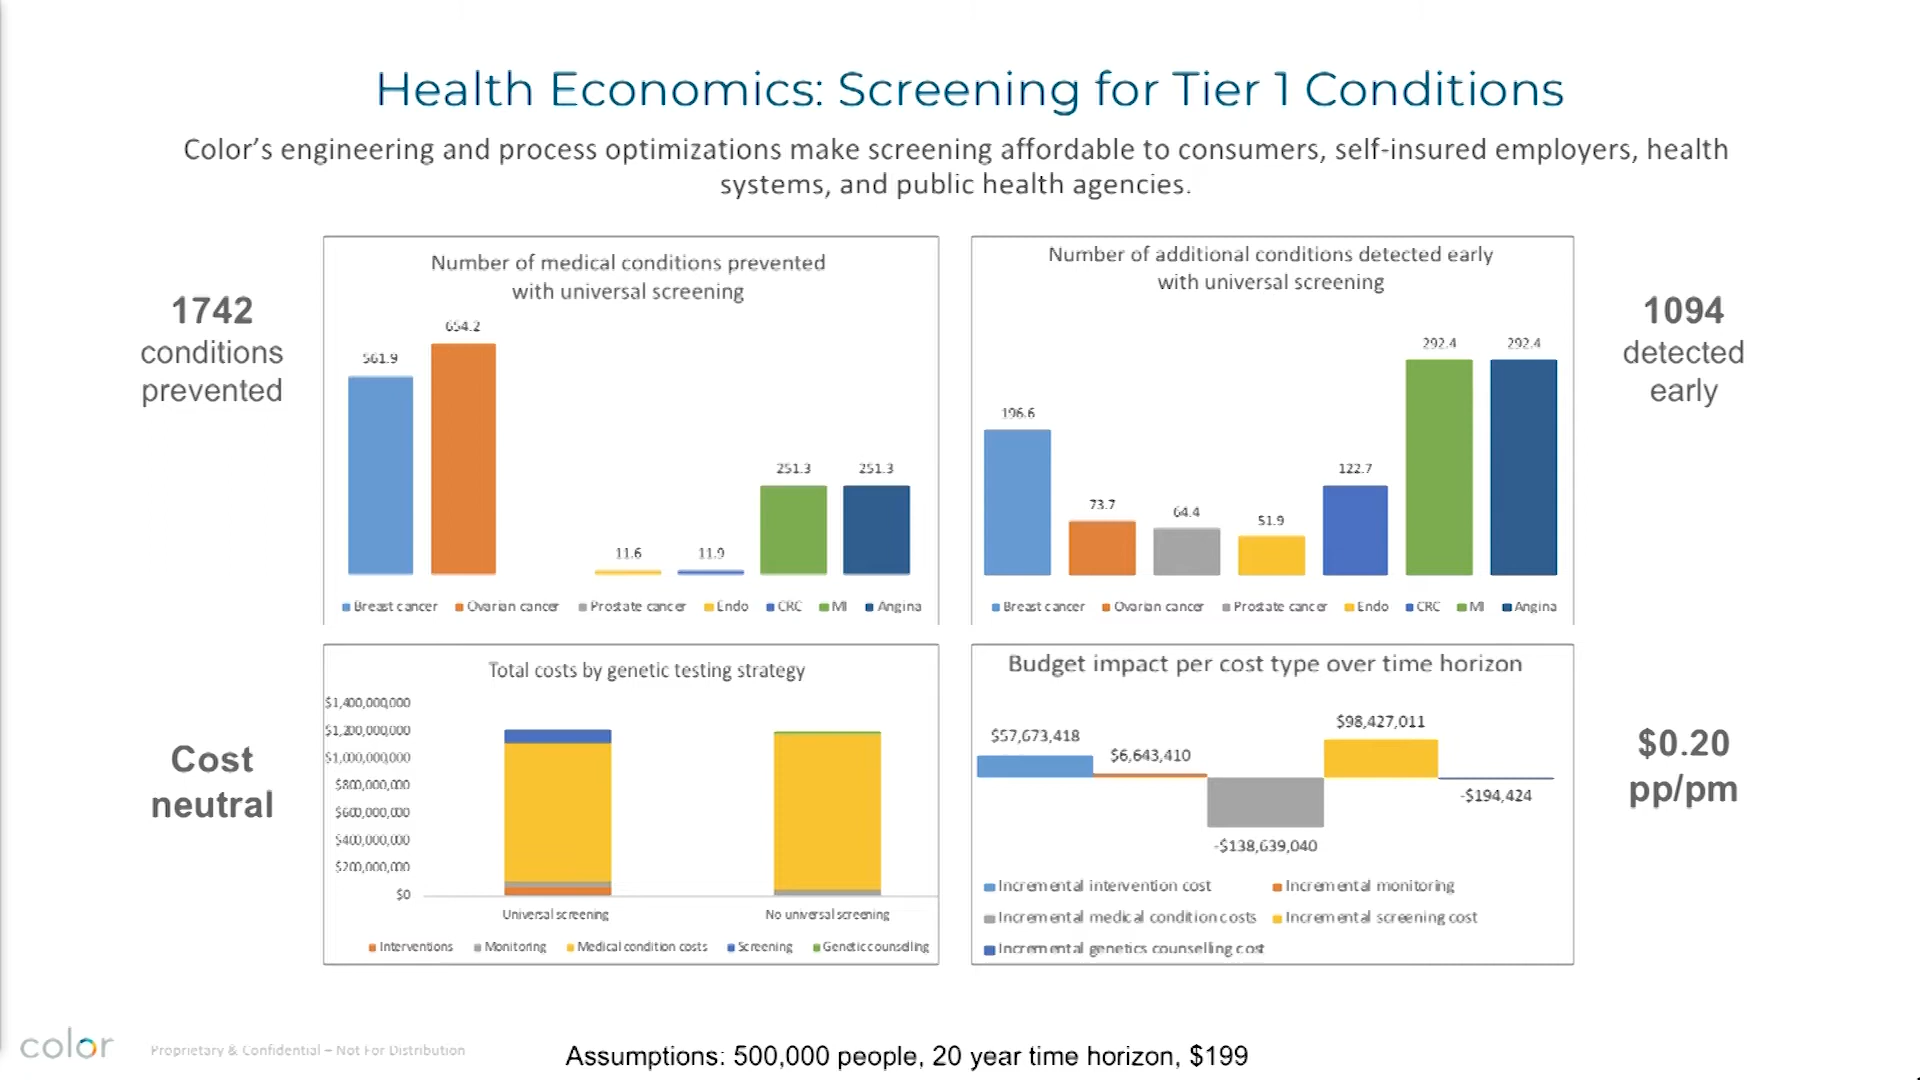 Health Economics: Screening for Tier 1 Conditions
Color's engineering and process optimizations make screening affordable to consumers, self-insured employers, health
systems, and public health agencies.
1742
conditions
prevented
Number of medical conditions prevented
with universal screening
561.9
654.2
11.6
11.9
251.3
251.3
Breast cancer
Ovarian cancer
Prostate cancer
Endo
CRC
MI
Angina
Number of additional conditions detected early
with universal screening
196.6
73.7
64.4
51.9
122.7
292.4
292.4
Breast cancer
Ovarian cancer
Prostate cancer
Endo
CRC
MI
Angina
1094
detected
early
Cost
neutral
Total costs by genetic testing strategy
$1,400,000,000
$1,200,000,000
$1,000,000,000
$800,000,000
$600,000,000
$400,000,000
$200,000,000
$0
Universal screening
No universal screening
Interventions
Monitoring
Medical condition costs
Screening
Genetic counselling
Budget impact per cost type over time horizon
$57,673,418
$6,643,410
-$138,639,040
$98,427,011
-$194,424
Incremental intervention cost
Incremental monitoring
Incremental medical condition costs
Incremental screening cost
Incremental genetics counselling cost
$0.20
pp/pm
color
Proprietary & Confidential – Not For Distribution
Assumptions: 500,000 people, 20 year time horizon, $199